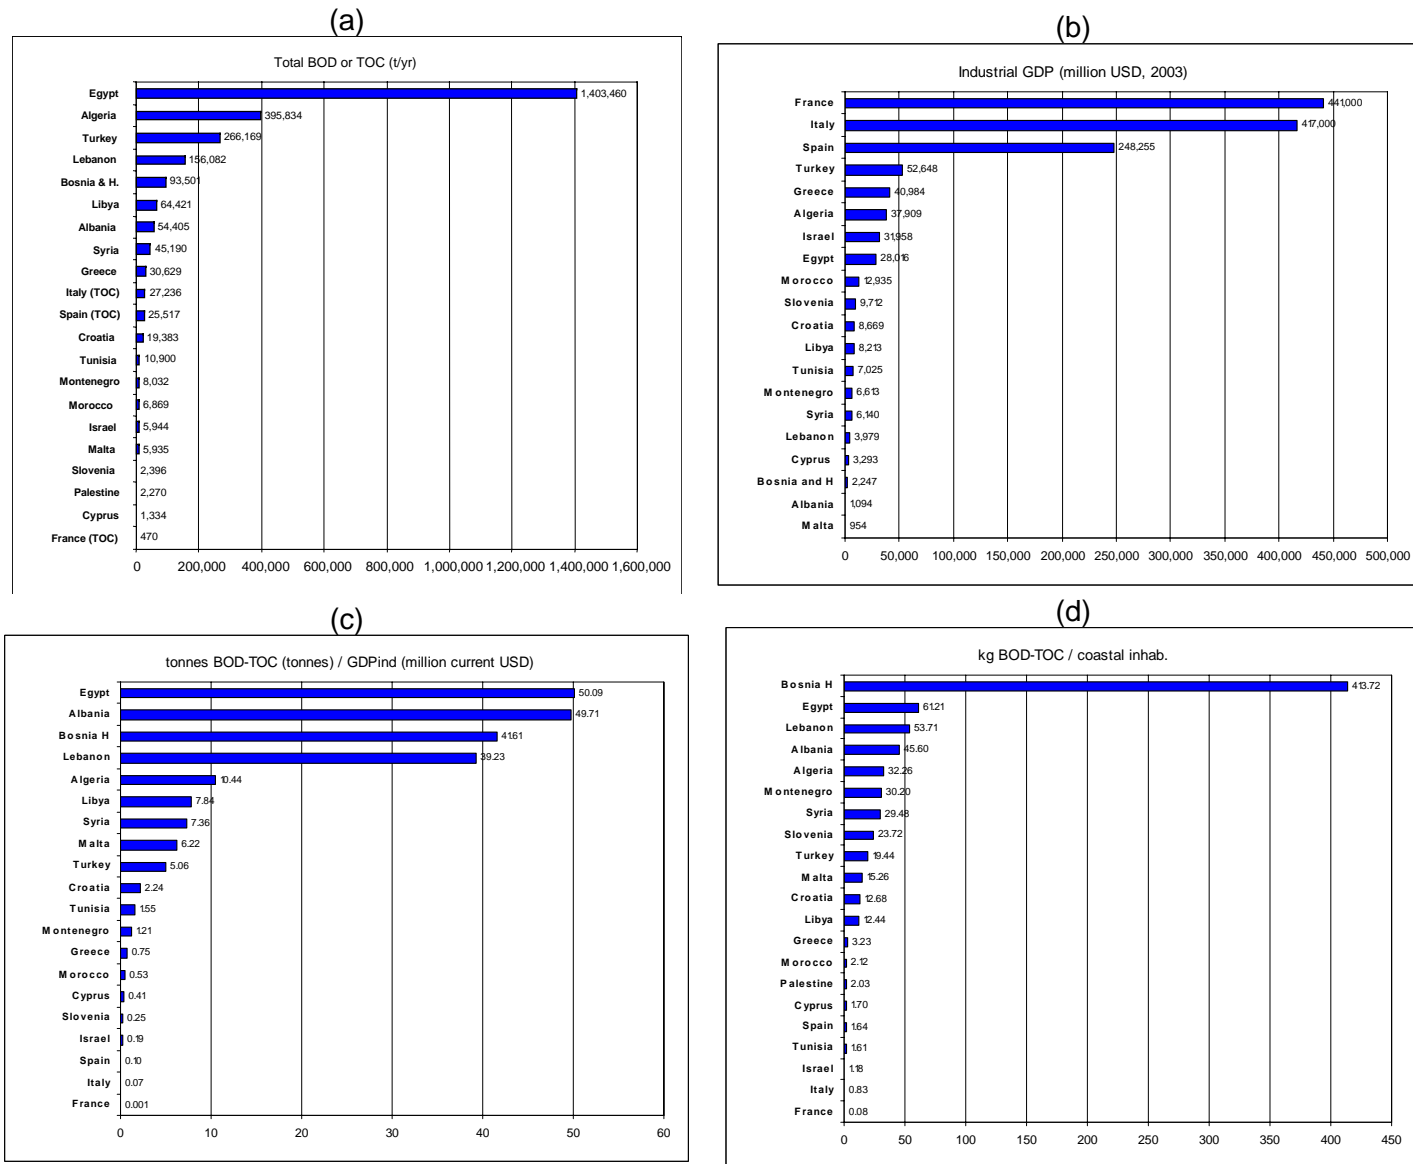 (a)
Total BOD or TOC (t/yr)
Egypt 1,403,460
Algeria 395,834
Turkey 266,169
Lebanon 156,082
Bosnia & H. 93,501
Libya 64,421
Albania 54,405
Syria 45,190
Greece 30,629
Italy (TOC) 27,236
Spain (TOC) 25,517
Croatia 19,383
Tunisia 10,900
Montenegro 8,032
Morocco 6,869
Israel 5,944
Malta 5,935
Slovenia 2,396
Palestine 2,270
Cyprus 1,334
France (TOC) 470
0 200,000 400,000 600,000 800,000 1,000,000 1,200,000 1,400,000 1,600,000
(b)
Industrial GDP (million USD, 2003)
France 441,000
Italy 417,000
Spain 248,255
Turkey 52,648
Greece 40,984
Algeria 37,909
Israel 31,958
Egypt 28,016
Morocco 12,935
Slovenia 9,712
Croatia 8,669
Libya 8,213
Tunisia 7,025
Montenegro 6,613
Syria 6,140
Lebanon 3,979
Cyprus 3,293
Bosnia and H 2,247
Albania 1,094
Malta 954
0 50,000 100,000 150,000 200,000 250,000 300,000 350,000 400,000 450,000 500,000
(c)
tonnes BOD-TOC (tonnes) / GDPind (million current USD)
Egypt 50.09
Albania 49.71
Bosnia H 41.61
Lebanon 39.23
Algeria 10.44
Libya 7.84
Syria 7.36
Malta 6.22
Turkey 5.06
Croatia 2.24
Tunisia 1.55
Montenegro 1.21
Greece 0.75
Morocco 0.53
Cyprus 0.41
Slovenia 0.25
Israel 0.19
Spain 0.10
Italy 0.07
France 0.001
0 10 20 30 40 50 60
(d)
kg BOD-TOC / coastal inhab.
Bosnia H 413.72
Egypt 61.21
Lebanon 53.71
Albania 45.60
Algeria 32.26
Montenegro 30.20
Syria 29.48
Slovenia 23.72
Turkey 19.44
Malta 15.26
Croatia 12.68
Libya 12.44
Greece 3.23
Morocco 2.12
Palestine 2.03
Cyprus 1.70
Spain 1.64
Tunisia 1.61
Israel 1.18
Italy 0.83
France 0.08
0 50 100 150 200 250 300 350 400 450